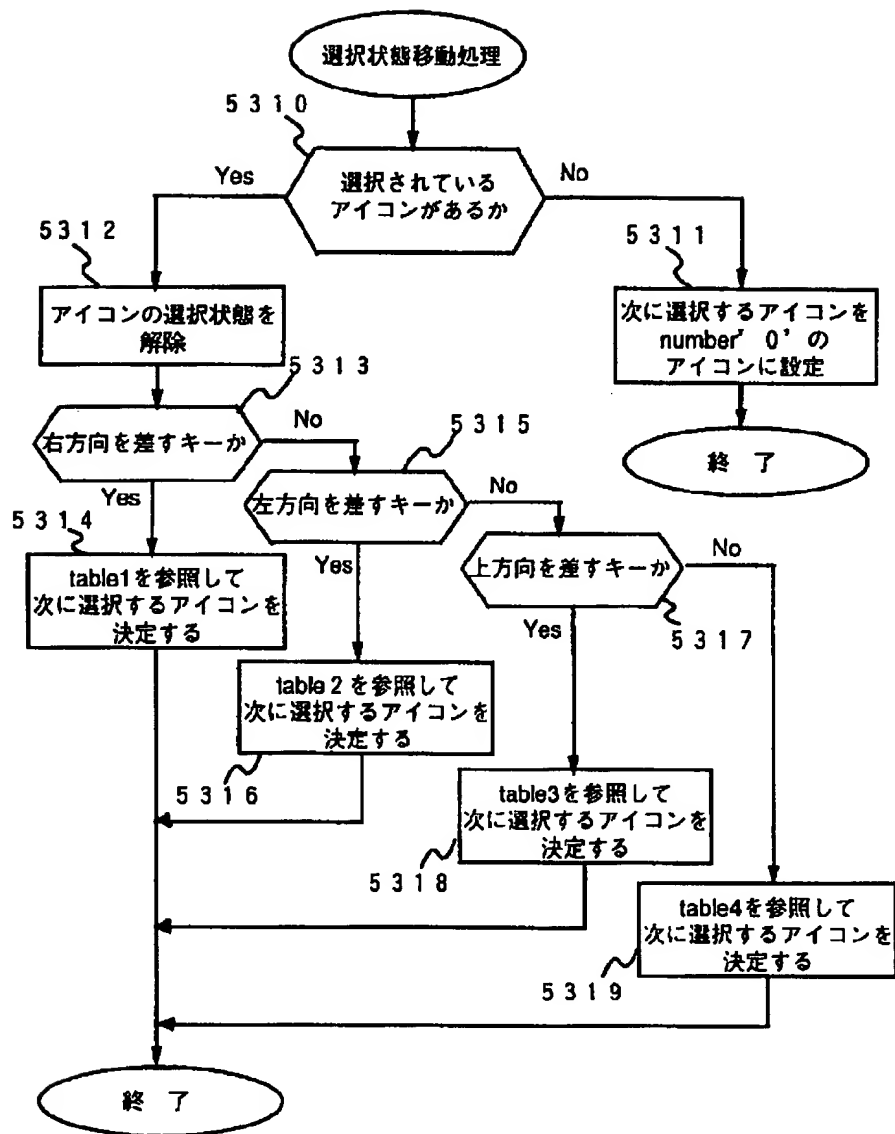 選択状態移動処理
5310
選択されている
アイコンがあるか
Yes
No
5312
アイコンの選択状態を
解除
5311
次に選択するアイコンを
number’0’の
アイコンに設定
終 了
5313
右方向を差すキーか
No
Yes
5315
左方向を差すキーか
No
Yes
5314
table1を参照して
次に選択するアイコンを
決定する
上方向を差すキーか
No
Yes
5317
table2を参照して
次に選択するアイコンを
決定する
5316
table3を参照して
次に選択するアイコンを
決定する
5318
table4を参照して
次に選択するアイコンを
決定する
5319
終 了